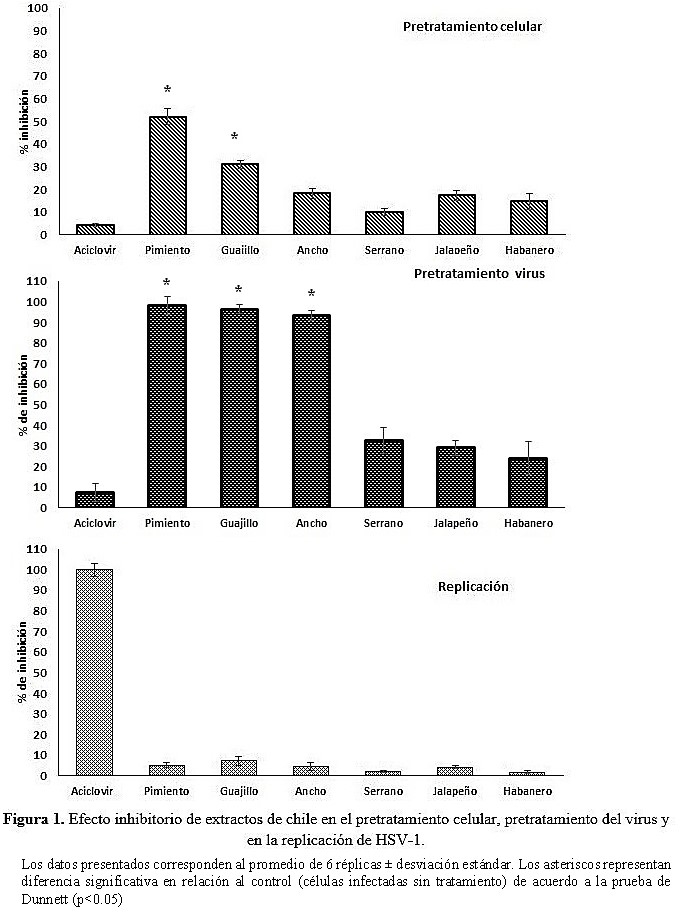 Pretratamiento celular
% inhibición
100
90
80
70
60
50
40
30
20
10
0
*
*
Aciclovir Pimiento Guajillo Ancho Serrano Jalapeño Habanero
Pretratamiento virus
% de inhibición
110
100
90
80
70
60
50
40
30
20
10
0
* * *
Aciclovir Pimiento Guajillo Ancho Serrano Jalapeño Habanero
Replicación
% de inhibición
110
100
90
80
70
60
50
40
30
20
10
0
Aciclovir Pimiento Guajillo Ancho Serrano Jalapeño Habanero
Figura 1. Efecto inhibitorio de extractos de chile en el pretratamiento celular, pretratamiento del virus y
en la replicación de HSV-1.
Los datos presentados corresponden al promedio de 6 réplicas ± desviación estándar. Los asteriscos representan
diferencia significativa en relación al control (células infectadas sin tratamiento) de acuerdo a la prueba de
Dunnett (p<0.05)